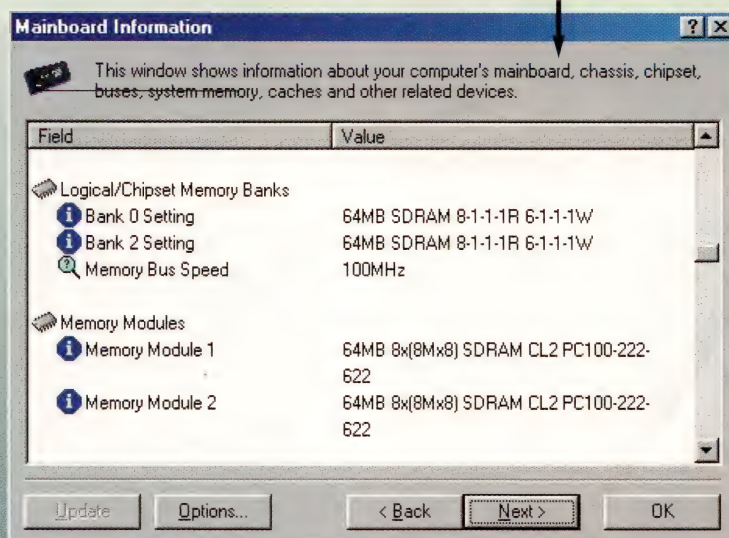 Mainboard Information
This window shows information about your computer's mainboard, chassis, chipset,
buses, system memory, caches and other related devices.
Field Value
Logical/Chipset Memory Banks
Bank 0 Setting 64MB SDRAM 8-1-1-1R 6-1-1-1W
Bank 2 Setting 64MB SDRAM 8-1-1-1R 6-1-1-1W
Memory Bus Speed 100MHz
Memory Modules
Memory Module 1 64MB 8x(8Mx8) SDRAM CL2 PC100-222-
622
Memory Module 2 64MB 8x(8Mx8) SDRAM CL2 PC100-222-
622
Update Options... < Back Next > OK